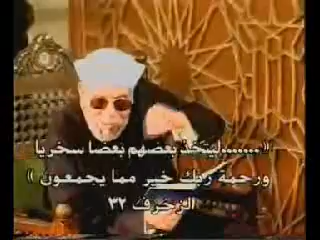 « .......ليتخذ بعضهم بعضا سخريا
ورحمة ربك خير مما يجمعون »
الزخرف ٣٢